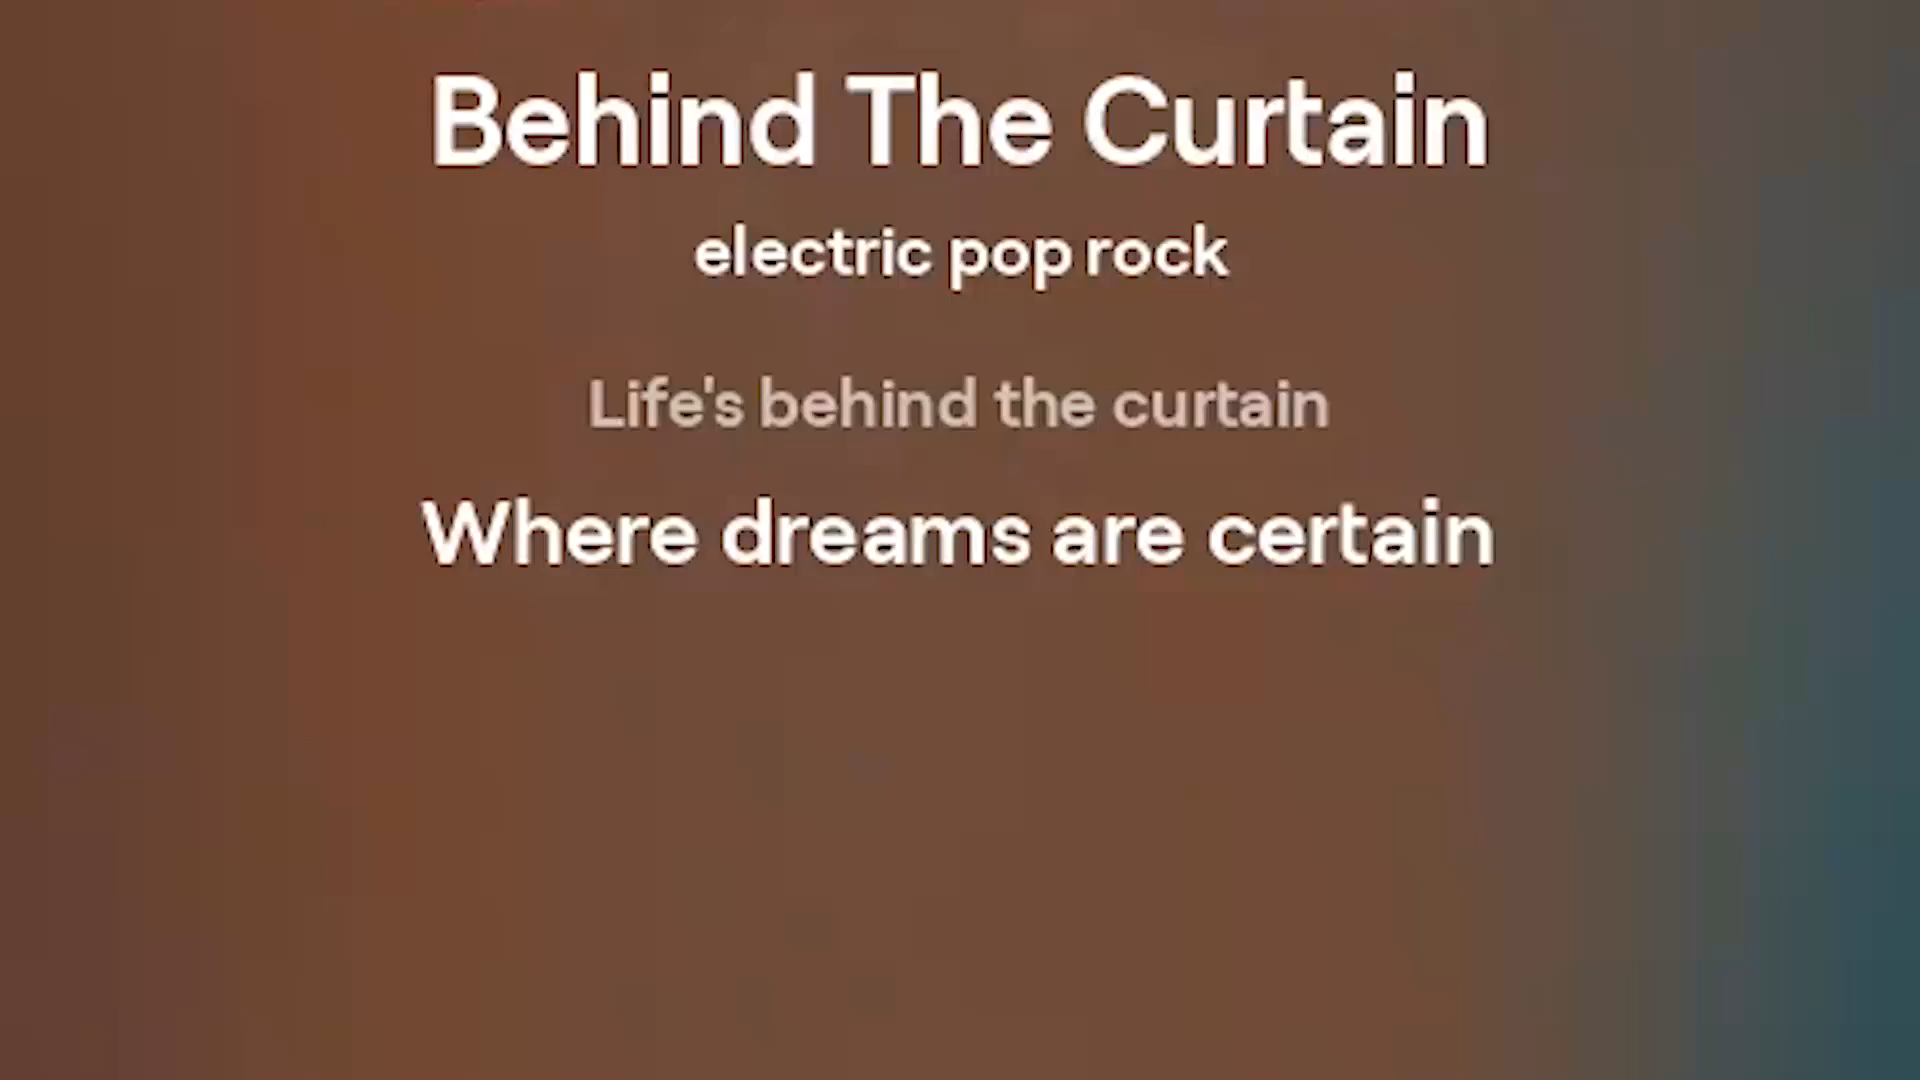 Behind The Curtain
electric pop rock
Life's behind the curtain
Where dreams are certain